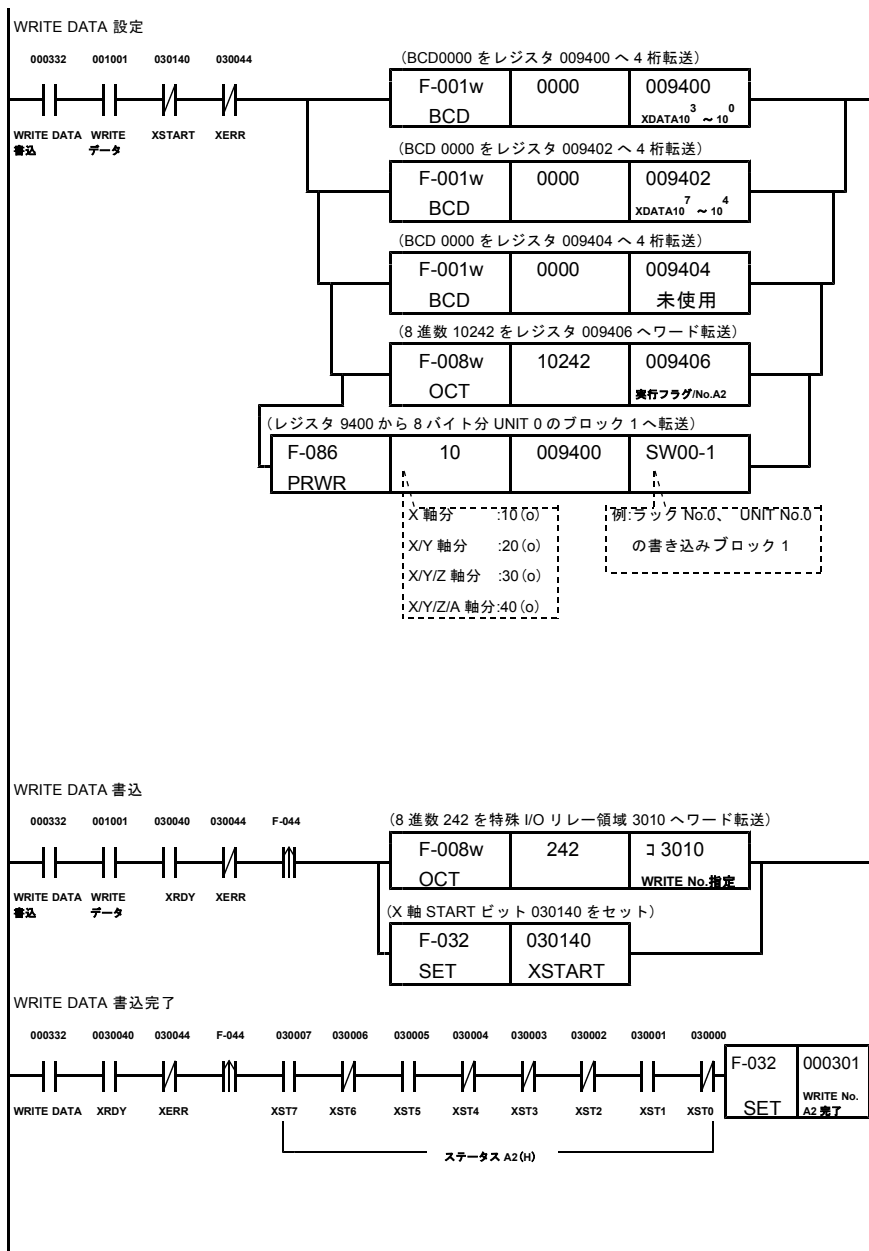 WRITE DATA 設定
000332 001001 030140 030044
(BCD0000 をレジスタ 009400 へ 4 桁転送)
F-001w 0000 009400
BCD XDATA10 3 ～ 10 0
WRITE DATA WRITE XSTART XERR
書込 データ
(BCD 0000 をレジスタ 009402 へ 4 桁転送)
F-001w 0000 009402
BCD XDATA10 7 ～ 10 4
(BCD 0000 をレジスタ 009404 へ 4 桁転送)
F-001w 0000 009404
BCD 未使用
(8 進数 10242 をレジスタ 009406 へワード転送)
F-008w 10242 009406
OCT 実行フラグ/No.A2
(レジスタ 9400 から 8 バイト分 UNIT 0 のブロック 1 へ転送)
F-086 10 009400 SW00-1
PRWR
X 軸分 :10(o)
X/Y 軸分 :20(o)
X/Y/Z 軸分 :30(o)
X/Y/Z/A 軸分:40(o)
例:ラック No.0、 UNIT No.0
の書き込みブロック 1
WRITE DATA 書込
000332 001001 030040 030044 F-044
(8 進数 242 を特殊 I/O リレー領域 3010 へワード転送)
F-008w 242 コ 3010
OCT WRITE No.指定
WRITE DATA WRITE XRDY XERR
書込 データ
(X 軸 START ビット 030140 をセット)
F-032 030140
SET XSTART
WRITE DATA 書込完了
000332 0030040 030044 F-044 030007 030006 030005 030004 030003 030002 030001 030000
F-032 000301
SET WRITE No.
A2 完了
WRITE DATA XRDY XERR XST7 XST6 XST5 XST4 XST3 XST2 XST1 XST0
ステータス A2(H)